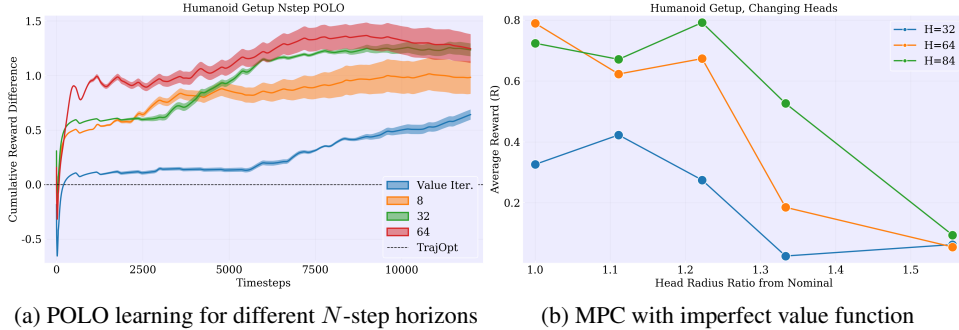 Humanoid Getup Nstep POLO
Cumulative Reward Difference
1.5
1.0
0.5
0.0
-0.5
Value Iter.
8
32
64
TrajOpt
0
2500
5000
7500
10000
Timesteps
(a) POLO learning for different N-step horizons
Humanoid Getup, Changing Heads
Average Reward (R)
0.8
0.6
0.4
0.2
H=32
H=64
H=84
1.0
1.1
1.2
1.3
1.4
1.5
Head Radius Ratio from Nominal
(b) MPC with imperfect value function